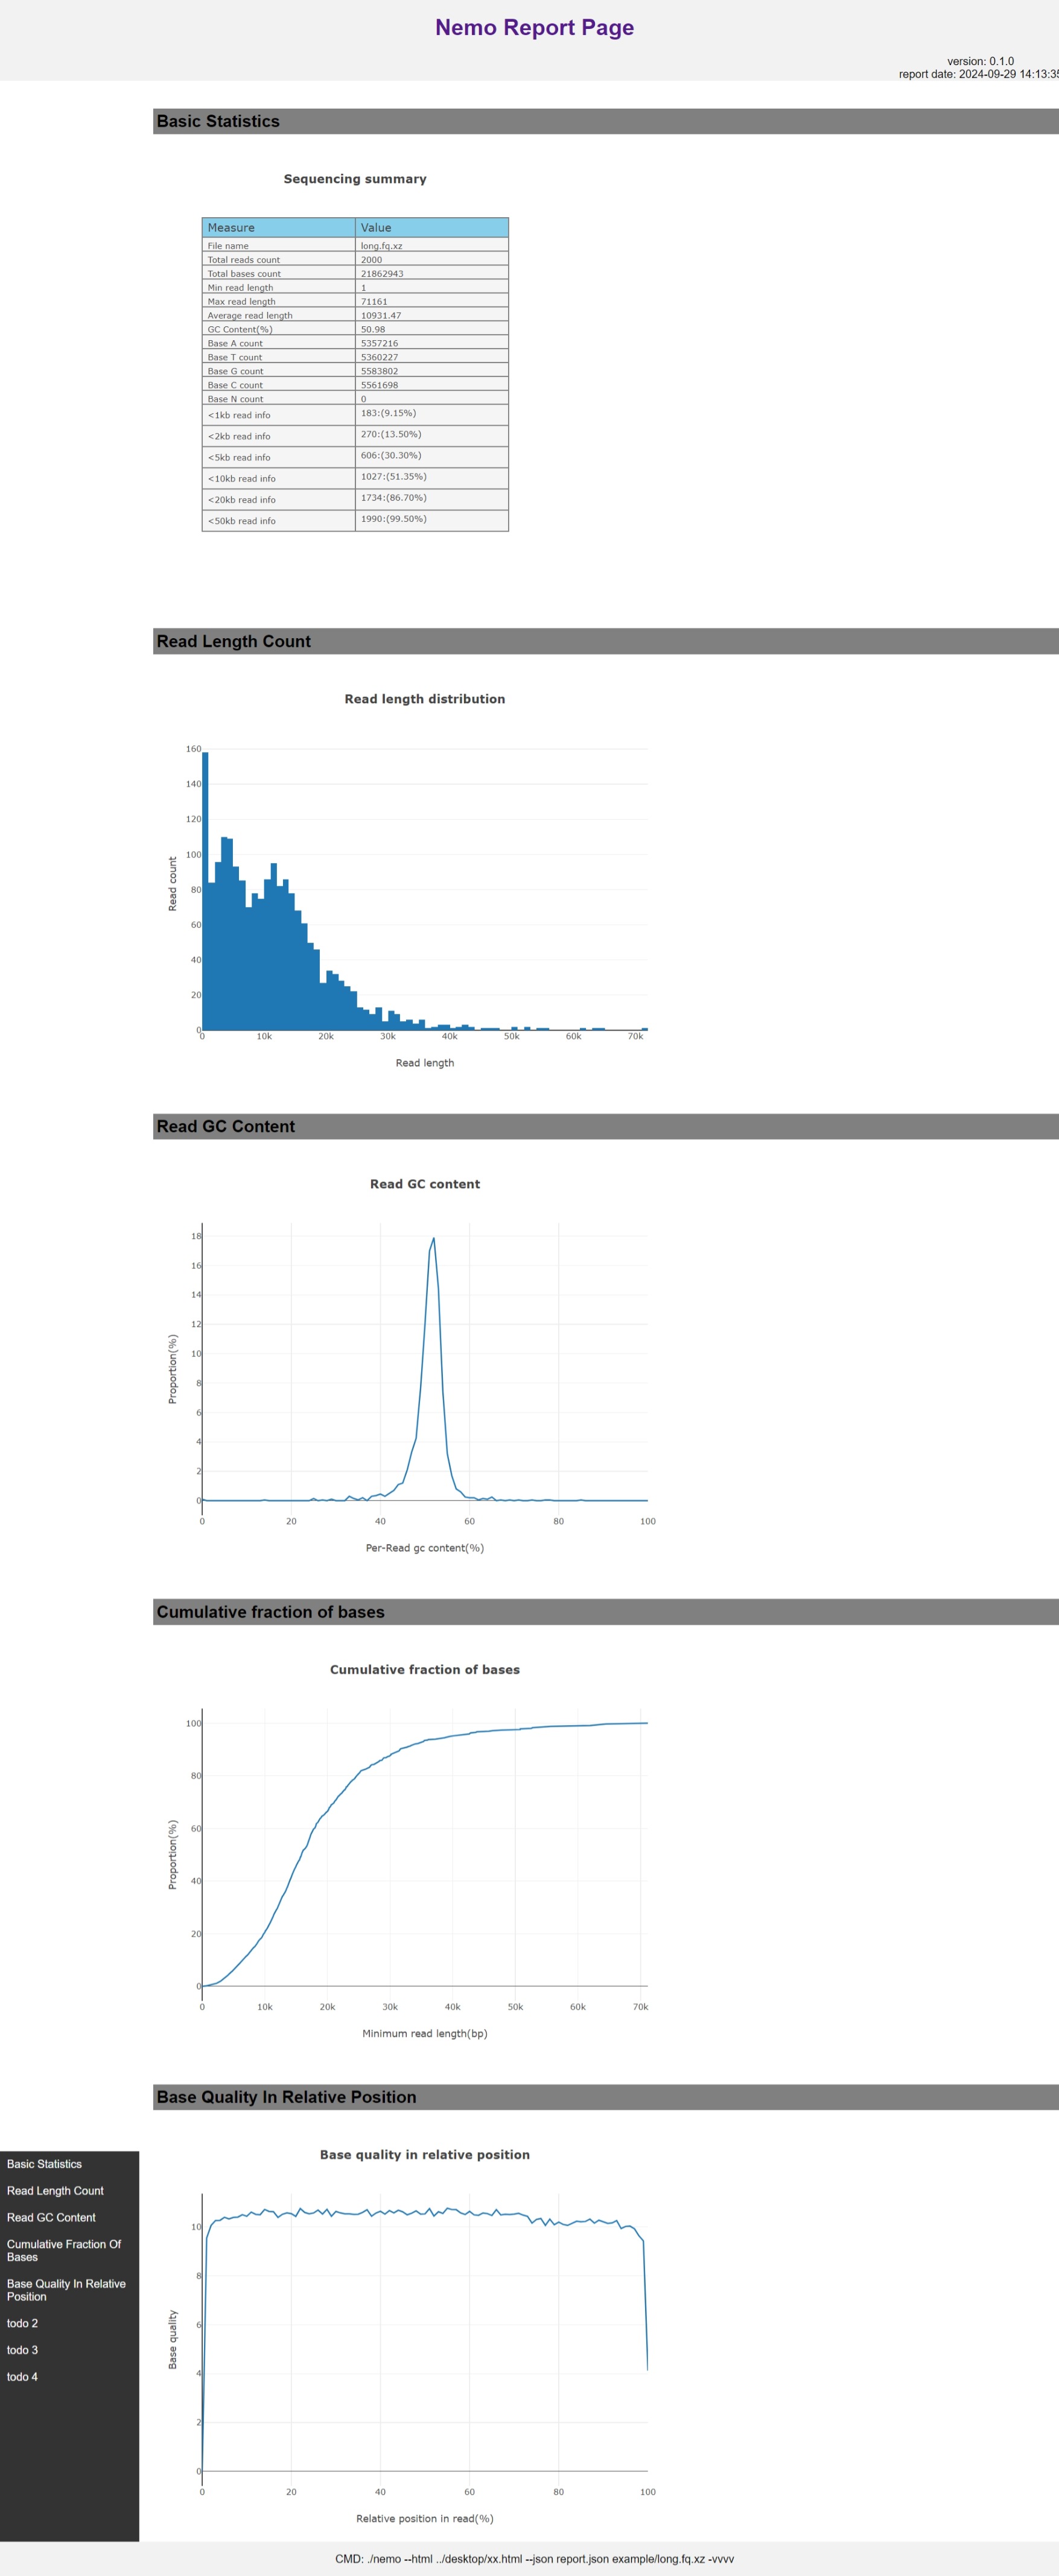 Nemo Report Page
version: 0.1.0
report date: 2024-09-29 14:13:35
Basic Statistics
Sequencing summary
Measure Value
File name long.fq.xz
Total reads count 2000
Total bases count 21862943
Min read length 1
Max read length 71161
Average read length 10931.47
GC Content(%) 50.98
Base A count 5357216
Base T count 5360227
Base G count 5583802
Base C count 5561698
Base N count 0
<1kb read info 183:(9.15%)
<2kb read info 270:(13.50%)
<5kb read info 606:(30.30%)
<10kb read info 1027:(51.35%)
<20kb read info 1734:(86.70%)
<50kb read info 1990:(99.50%)
Read Length Count
Read length distribution
160
140
120
100
80
60
40
20
0
Read count
0 10k 20k 30k 40k 50k 60k 70k
Read length
Read GC Content
Read GC content
18
16
14
12
10
8
6
4
2
0
Proportion(%)
0 20 40 60 80 100
Per-Read gc content(%)
Cumulative fraction of bases
Cumulative fraction of bases
100
80
60
40
20
0
Proportion(%)
0 10k 20k 30k 40k 50k 60k 70k
Minimum read length(bp)
Base Quality In Relative Position
Base quality in relative position
10
8
6
4
2
0
Base quality
0 20 40 60 80 100
Relative position in read(%)
Basic Statistics
Read Length Count
Read GC Content
Cumulative Fraction Of
Bases
Base Quality In Relative
Position
todo 2
todo 3
todo 4
CMD: ./nemo --html ../desktop/xx.html --json report.json example/long.fq.xz -vvvv